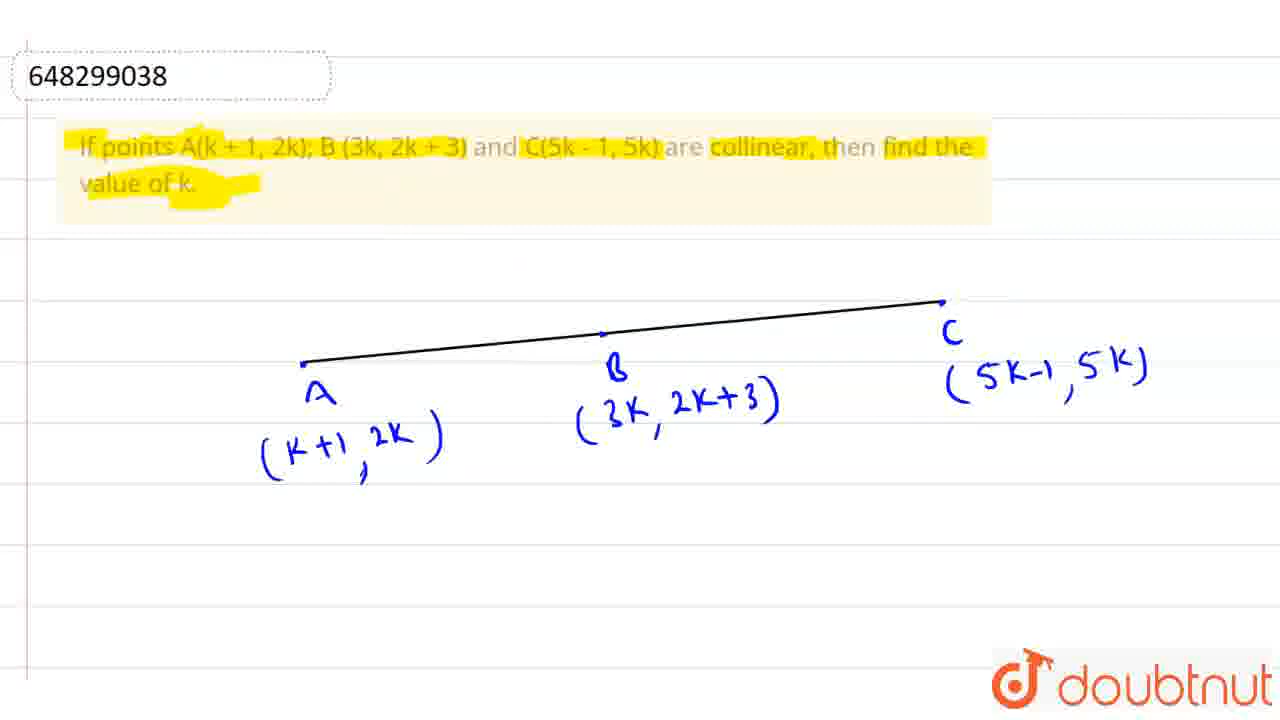 648299038
If points A(k + 1, 2k); B (3k, 2k + 3) and C(5k - 1, 5k) are collinear, then find the
value of k.
A
B
C
(k+1, 2k)
(3k, 2k+3)
(5k-1, 5k)
doubtnut